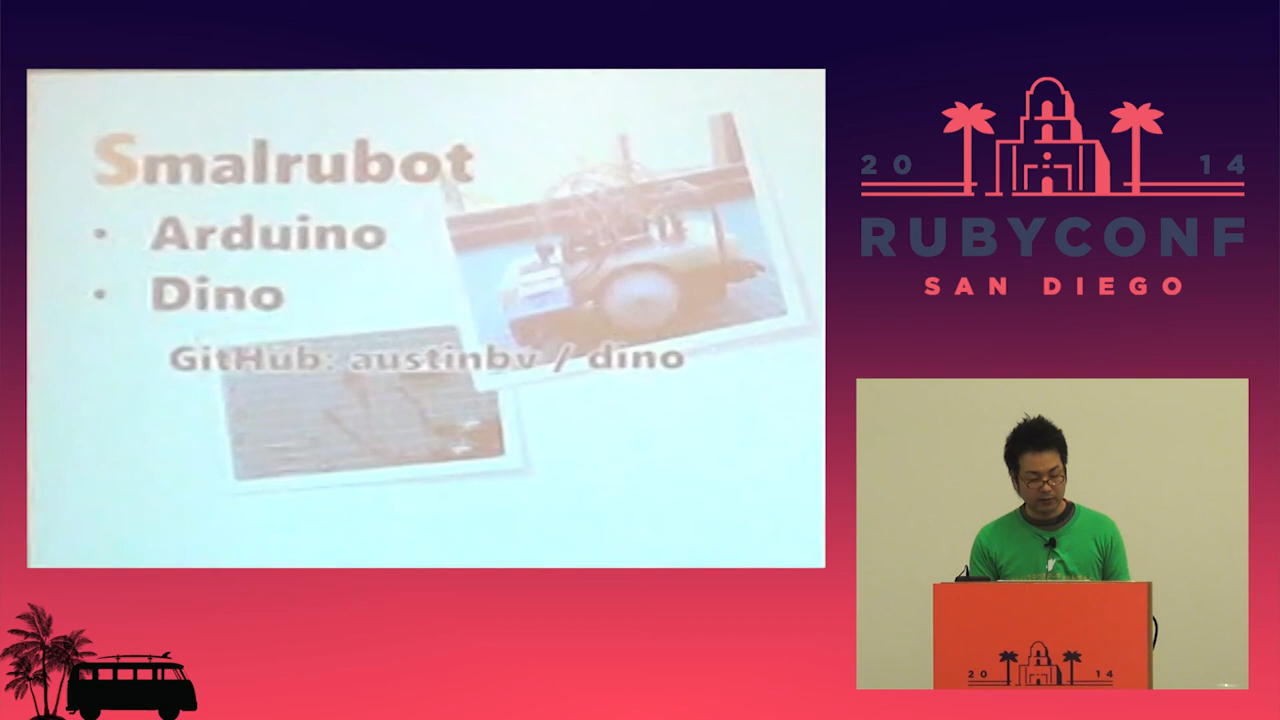 Smalrubot
• Arduino
• Dino
GitHub: austinbv / dino
20 14
RUBYCONF
SAN DIEGO
20 14